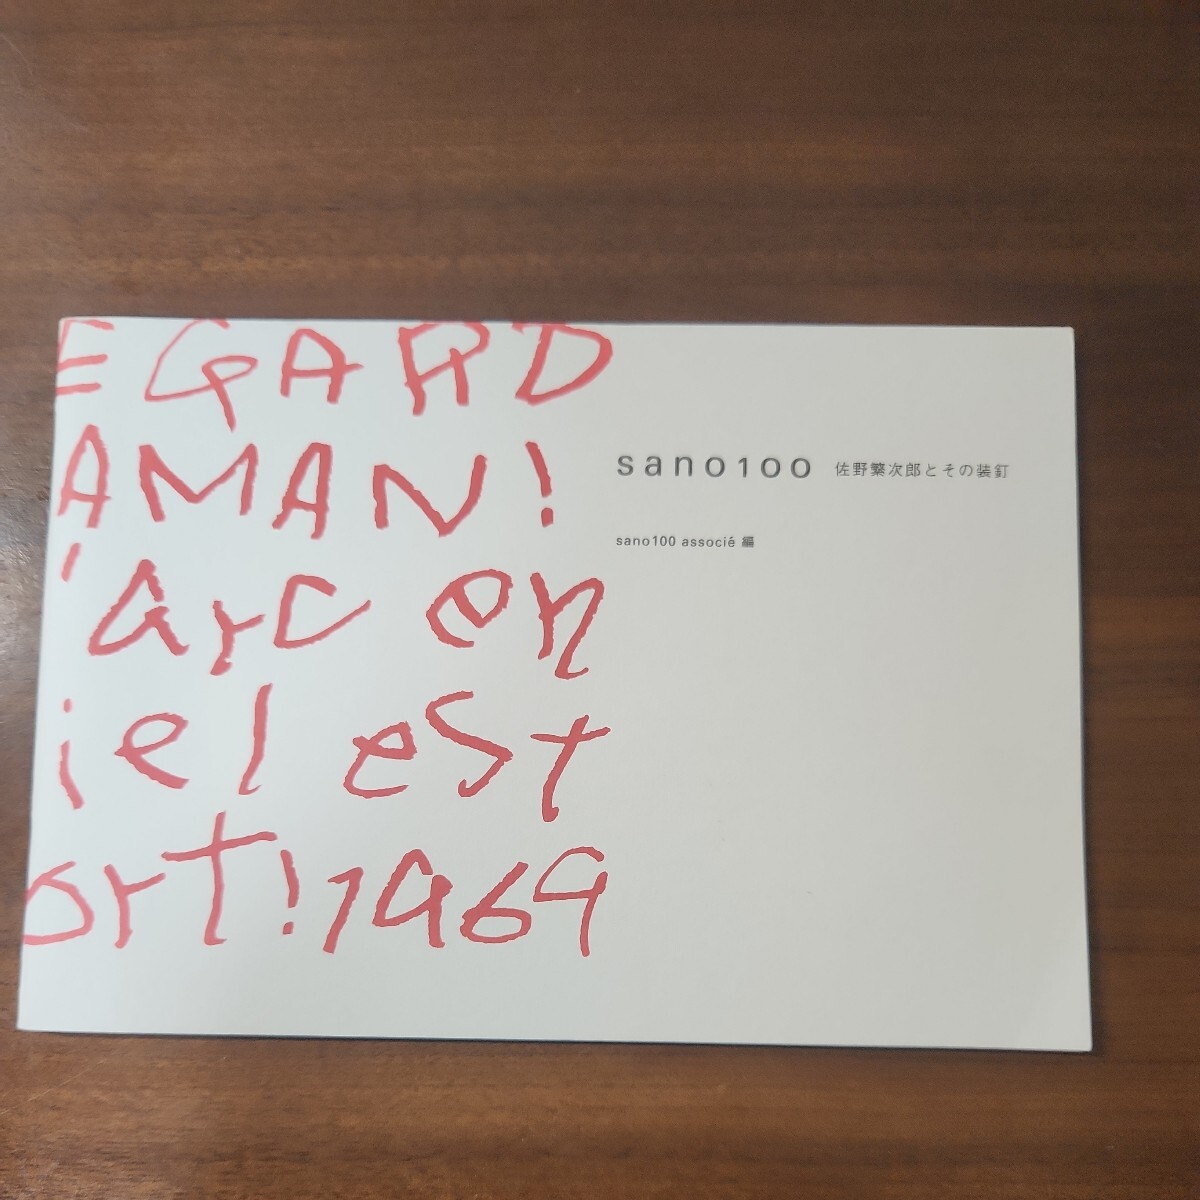 EGARD
AMAN!
'arc en
iel est
ort! 1969
sano100 佐野繁次郎とその装釘
sano100 associé 編